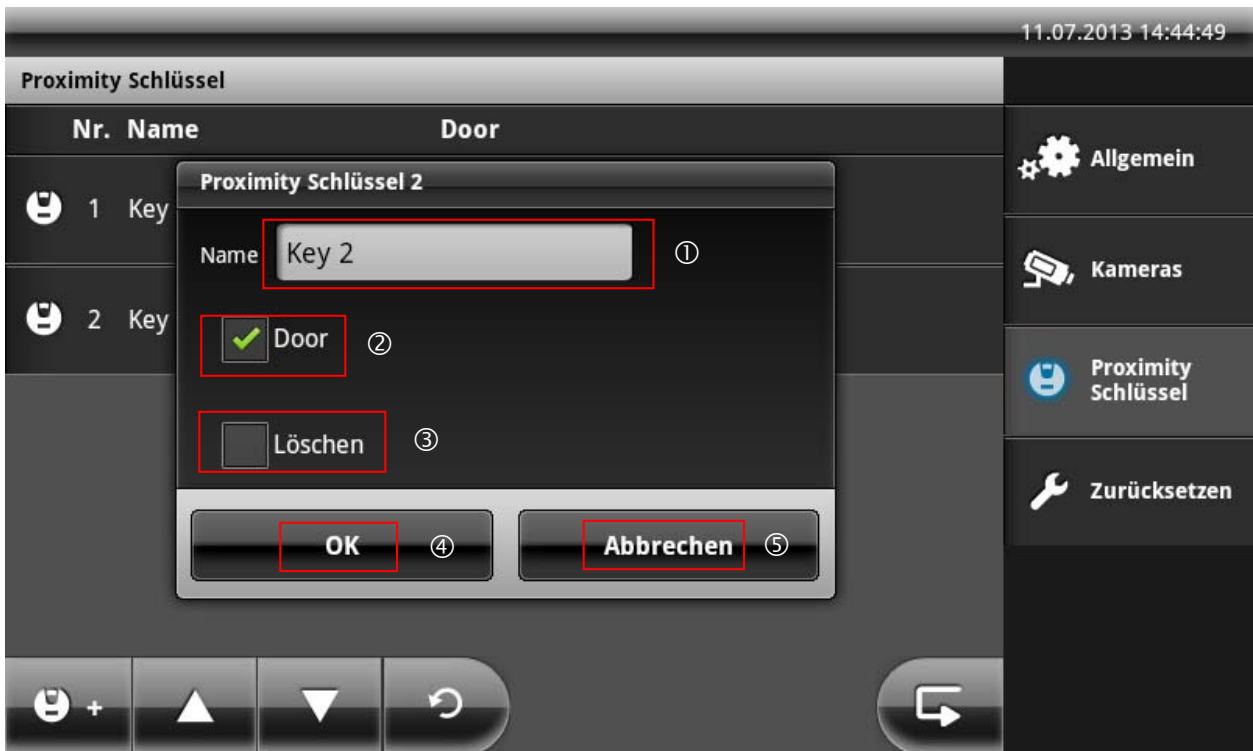 11.07.2013 14:44:49
Proximity Schlüssel
Nr. Name Door
1 Key
2 Key
Proximity Schlüssel 2
Name Key 2 ①
Door ②
Löschen ③
OK ④ Abbrechen ⑤
+
Allgemein
Kameras
Proximity
Schlüssel
Zurücksetzen